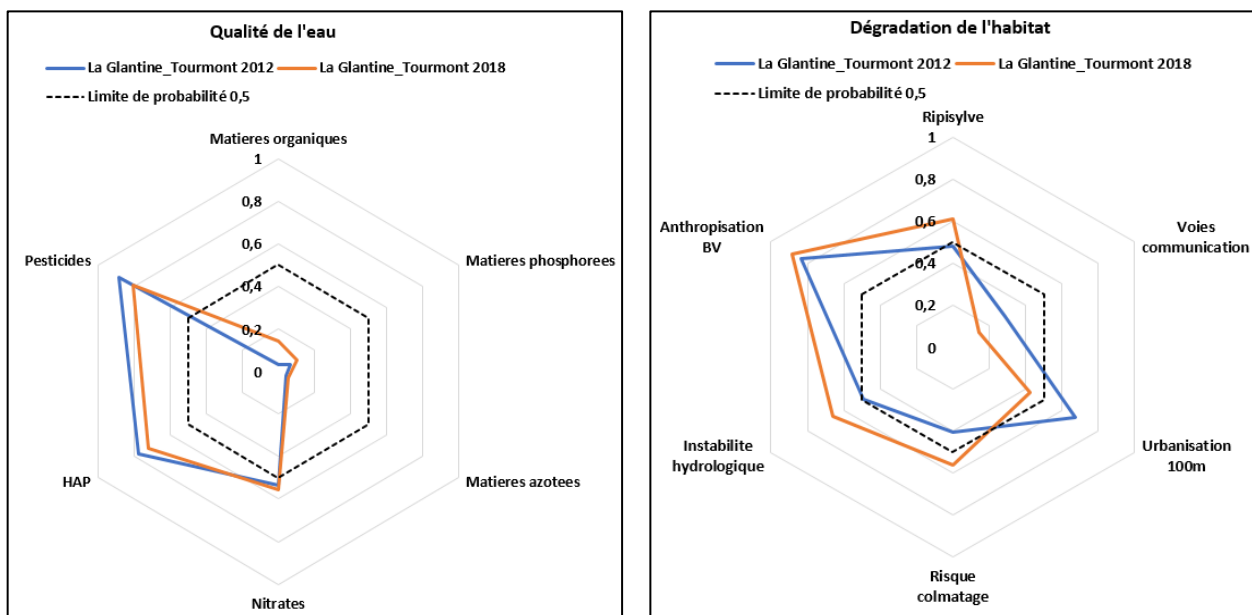 Qualité de l'eau
La Glantine_Tourmont 2012
La Glantine_Tourmont 2018
Limite de probabilité 0,5
Matieres organiques
1
0,8
0,6
0,4
0,2
0
Pesticides
Matieres phosphorees
HAP
Matieres azotees
Nitrates
Dégradation de l'habitat
La Glantine_Tourmont 2012
La Glantine_Tourmont 2018
Limite de probabilité 0,5
Ripisylve
1
0,8
0,6
0,4
0,2
0
Anthropisation
BV
Voies
communication
Instabilite
hydrologique
Urbanisation
100m
Risque
colmatage